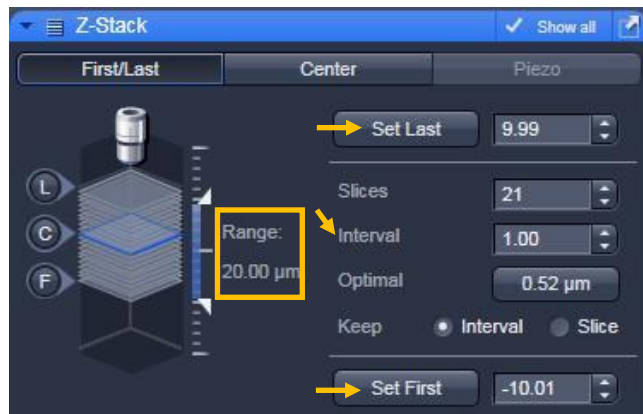 Z-Stack Show all
First/Last Center Piezo
Set Last 9.99
L
Slices 21
C Range: Interval 1.00
F 20.00 μm Optimal 0.52 μm
Keep Interval Slice
Set First -10.01